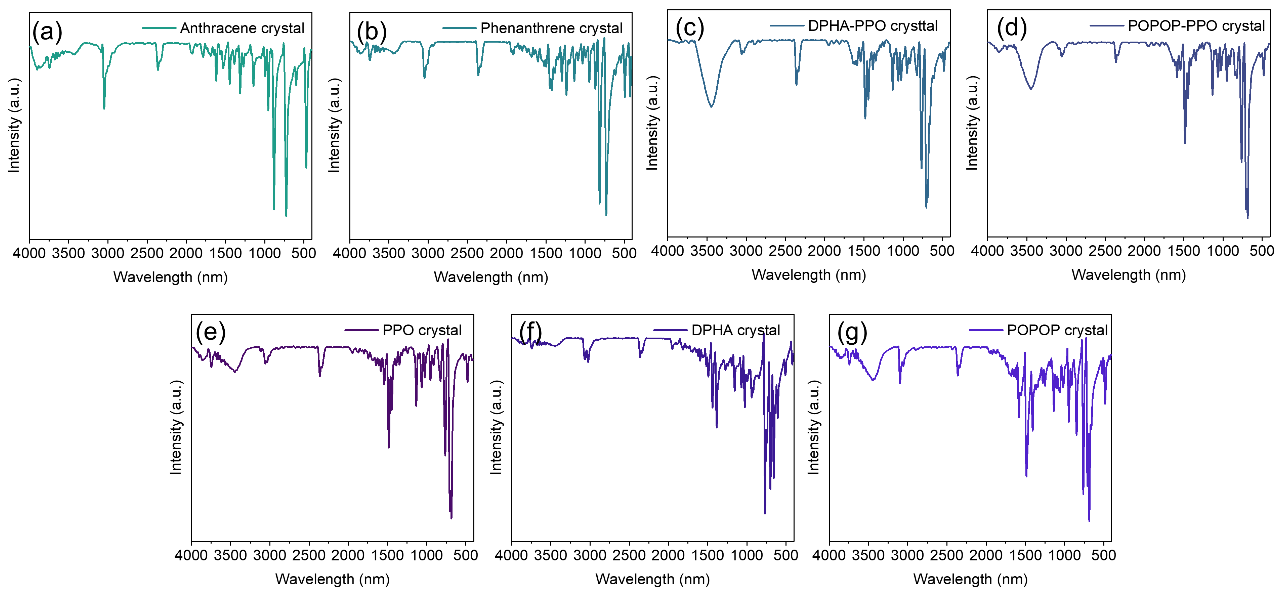 (a) Anthracene crystal
Intensity (a.u.)
4000 3500 3000 2500 2000 1500 1000 500
Wavelength (nm)
(b) Phenanthrene crystal
Intensity (a.u.)
4000 3500 3000 2500 2000 1500 1000 500
Wavelength (nm)
(c) DPHA-PPO crysttal
Intensity (a.u.)
4000 3500 3000 2500 2000 1500 1000 500
Wavelength (nm)
(d) POPOP-PPO crystal
Intensity (a.u.)
4000 3500 3000 2500 2000 1500 1000 500
Wavelength (nm)
(e) PPO crystal
Intensity (a.u.)
4000 3500 3000 2500 2000 1500 1000 500
Wavelength (nm)
(f) DPHA crystal
Intensity (a.u.)
4000 3500 3000 2500 2000 1500 1000 500
Wavelength (nm)
(g) POPOP crystal
Intensity (a.u.)
4000 3500 3000 2500 2000 1500 1000 500
Wavelength (nm)